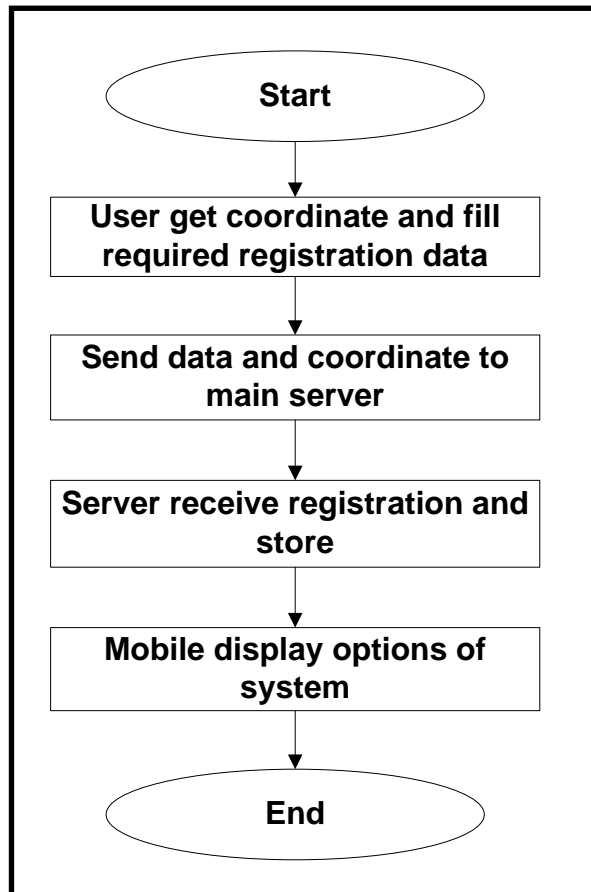 Start
User get coordinate and fill
required registration data
Send data and coordinate to
main server
Server receive registration and
store
Mobile display options of
system
End